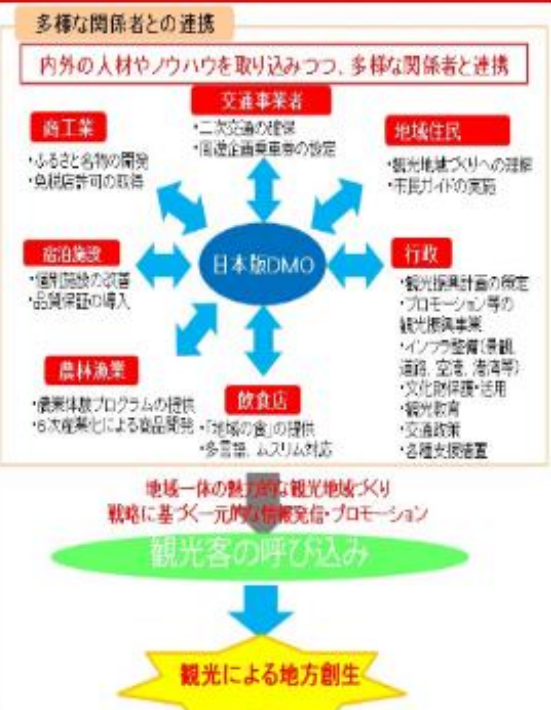 多様な関係者との連携
内外の人材やノウハウを取り込みつつ、多様な関係者と連携
交通事業者
・二次交通の確保
・周遊企画乗車券の設定
商工業
・ふるさと名物の開発
・免税店許可の取得
地域住民
・観光地域づくりへの理解
・市民ガイドの実施
宿泊施設
・個別施設の改善
・品質保証の導入
日本版DMO
行政
・観光振興計画の策定
・プロモーション等の
観光振興事業
・インフラ整備(景観、
道路、空港、港湾等)
・文化財保護・活用
・観光教育
・交通政策
・各種支援措置
農林漁業
・農業体験プログラムの提供
・6次産業化による商品開発
飲食店
・「地域の食」の提供
・多言語、ムスリム対応
地域一体の魅力的な観光地域づくり
戦略に基づく一元的な情報発信・プロモーション
観光客の呼び込み
観光による地方創生